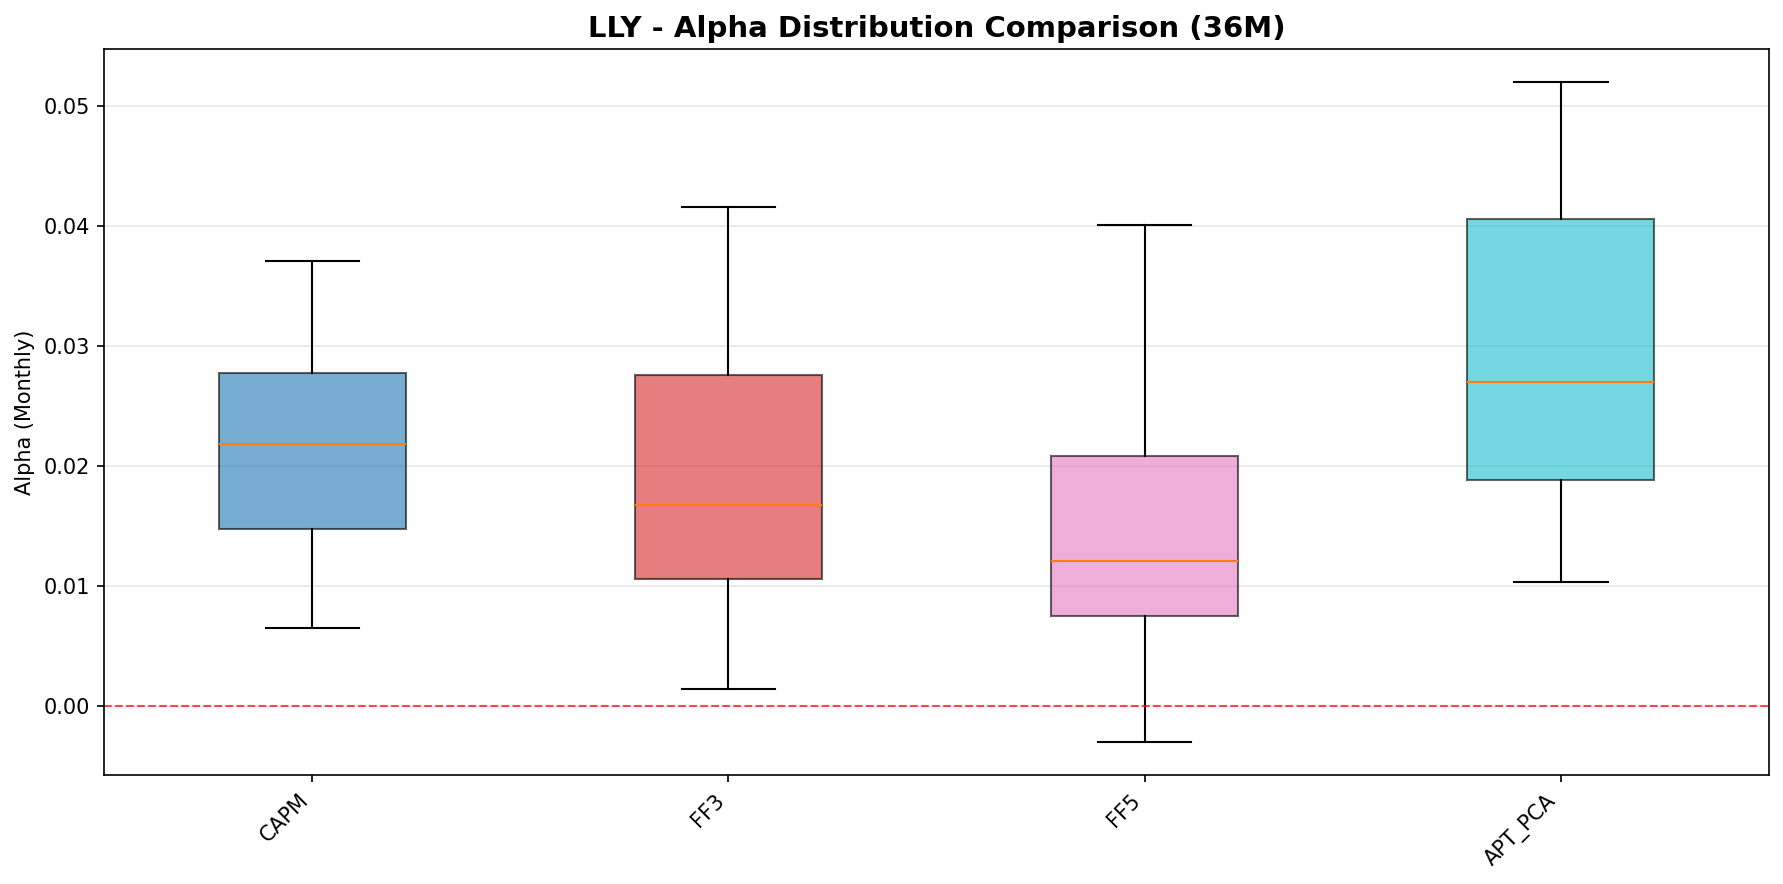 LLY - Alpha Distribution Comparison (36M)
Alpha (Monthly)
0.05
0.04
0.03
0.02
0.01
0.00
CAPM
FF3
FF5
APT_PCA